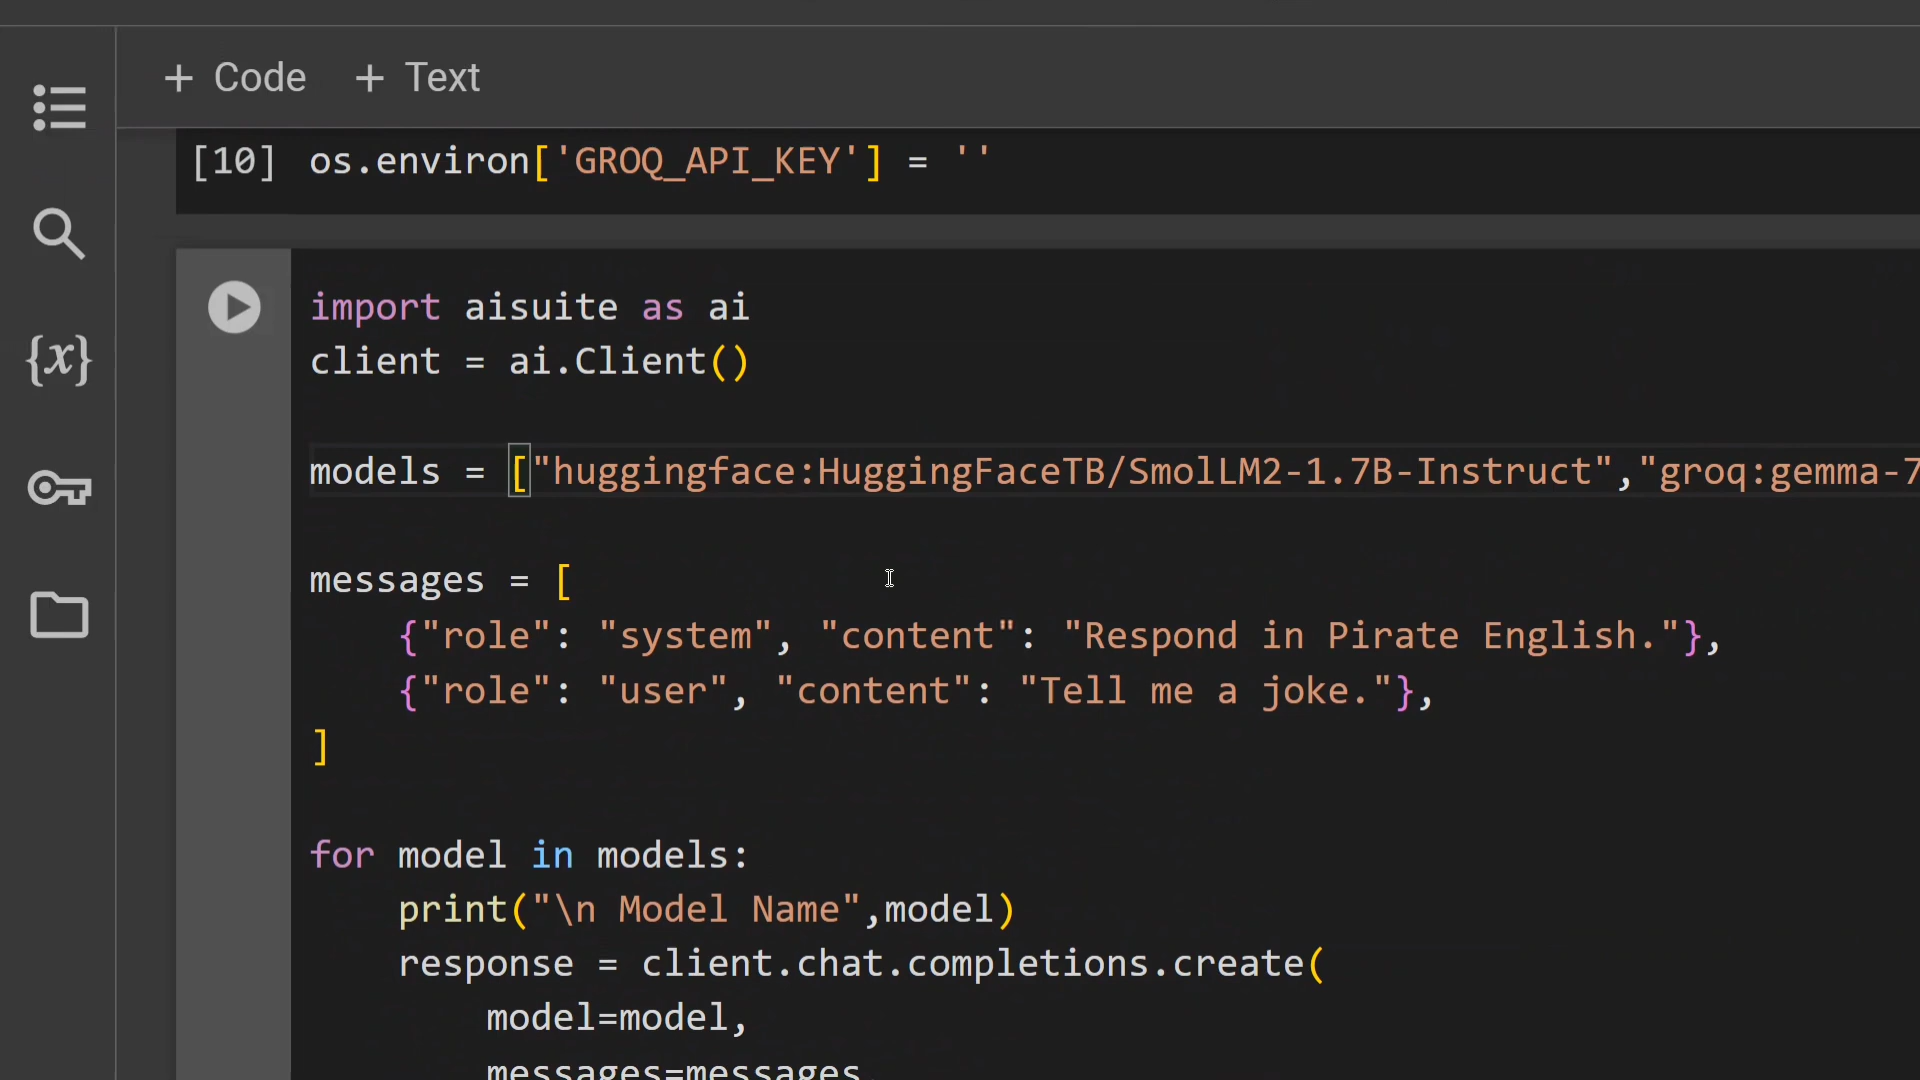 + Code + Text
[10] os.environ['GROQ_API_KEY'] = ''
import aisuite as ai
client = ai.Client()
models = ["huggingface:HuggingFaceTB/SmolLM2-1.7B-Instruct","groq:gemma-7
messages = [
{"role": "system", "content": "Respond in Pirate English."},
{"role": "user", "content": "Tell me a joke."},
]
for model in models:
print("\n Model Name",model)
response = client.chat.completions.create(
model=model,
messages=messages,